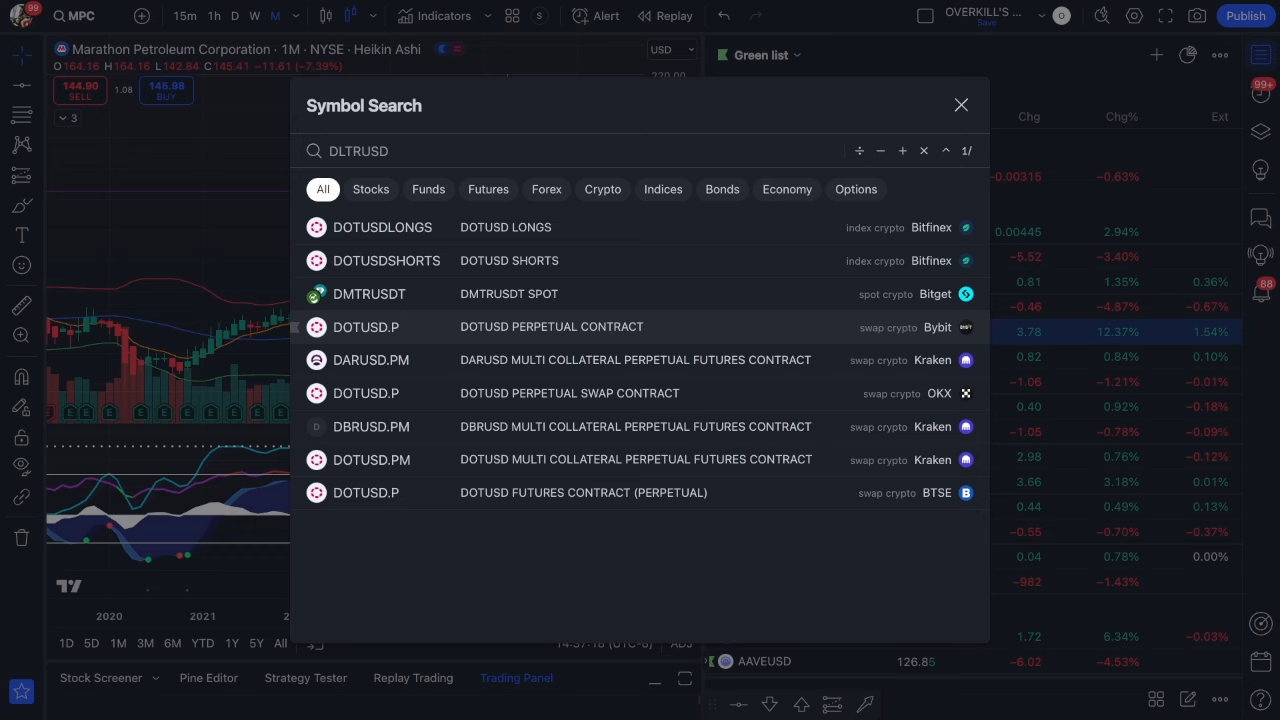 99
MPC
15m 1h D W M
Indicators
S
Alert
Replay
OVERKILL'S ...
Save
O
Publish
Marathon Petroleum Corporation · 1M · NYSE · Heikin Ashi
USD
O164.16 H164.16 L142.84 C145.41 −11.61 (−7.39%)
220.00
144.90
SELL
1.08
145.98
BUY
3
Green list
99+
Symbol Search
Chg Chg% Ext
DLTRUSD
1/
All Stocks Funds Futures Forex Crypto Indices Bonds Economy Options
−0.00315 −0.63%
DOTUSDLONGS DOTUSD LONGS index crypto Bitfinex
0.00445 2.94%
DOTUSDSHORTS DOTUSD SHORTS index crypto Bitfinex
−5.52 −3.40%
0.81 1.35% 0.36%
DMTRUSDT DMTRUSDT SPOT spot crypto Bitget
88
−0.46 −4.87% −0.67%
DOTUSD.P DOTUSD PERPETUAL CONTRACT swap crypto Bybit
3.78 12.37% 1.54%
DARUSD.PM DARUSD MULTI COLLATERAL PERPETUAL FUTURES CONTRACT swap crypto Kraken
0.82 0.84% 0.10%
−1.06 −1.21% −0.01%
DOTUSD.P DOTUSD PERPETUAL SWAP CONTRACT swap crypto OKX
0.40 0.92% −0.18%
D DBRUSD.PM DBRUSD MULTI COLLATERAL PERPETUAL FUTURES CONTRACT swap crypto Kraken
−1.05 −0.78% −0.09%
DOTUSD.PM DOTUSD MULTI COLLATERAL PERPETUAL FUTURES CONTRACT swap crypto Kraken
2.98 0.76% −0.12%
3.66 3.18% 0.01%
DOTUSD.P DOTUSD FUTURES CONTRACT (PERPETUAL) swap crypto BTSE
0.44 0.49% 0.13%
−0.55 −0.70% −0.37%
0.04 0.78% 0.00%
−982 −1.43%
2020 2021
1.72 6.34% −0.03%
1D 5D 1M 3M 6M YTD 1Y 5Y All
14:37:18 (UTC-8)
ADJ
AAVEUSD 126.85 −6.02 −4.53%
Stock Screener Pine Editor Strategy Tester Replay Trading Trading Panel